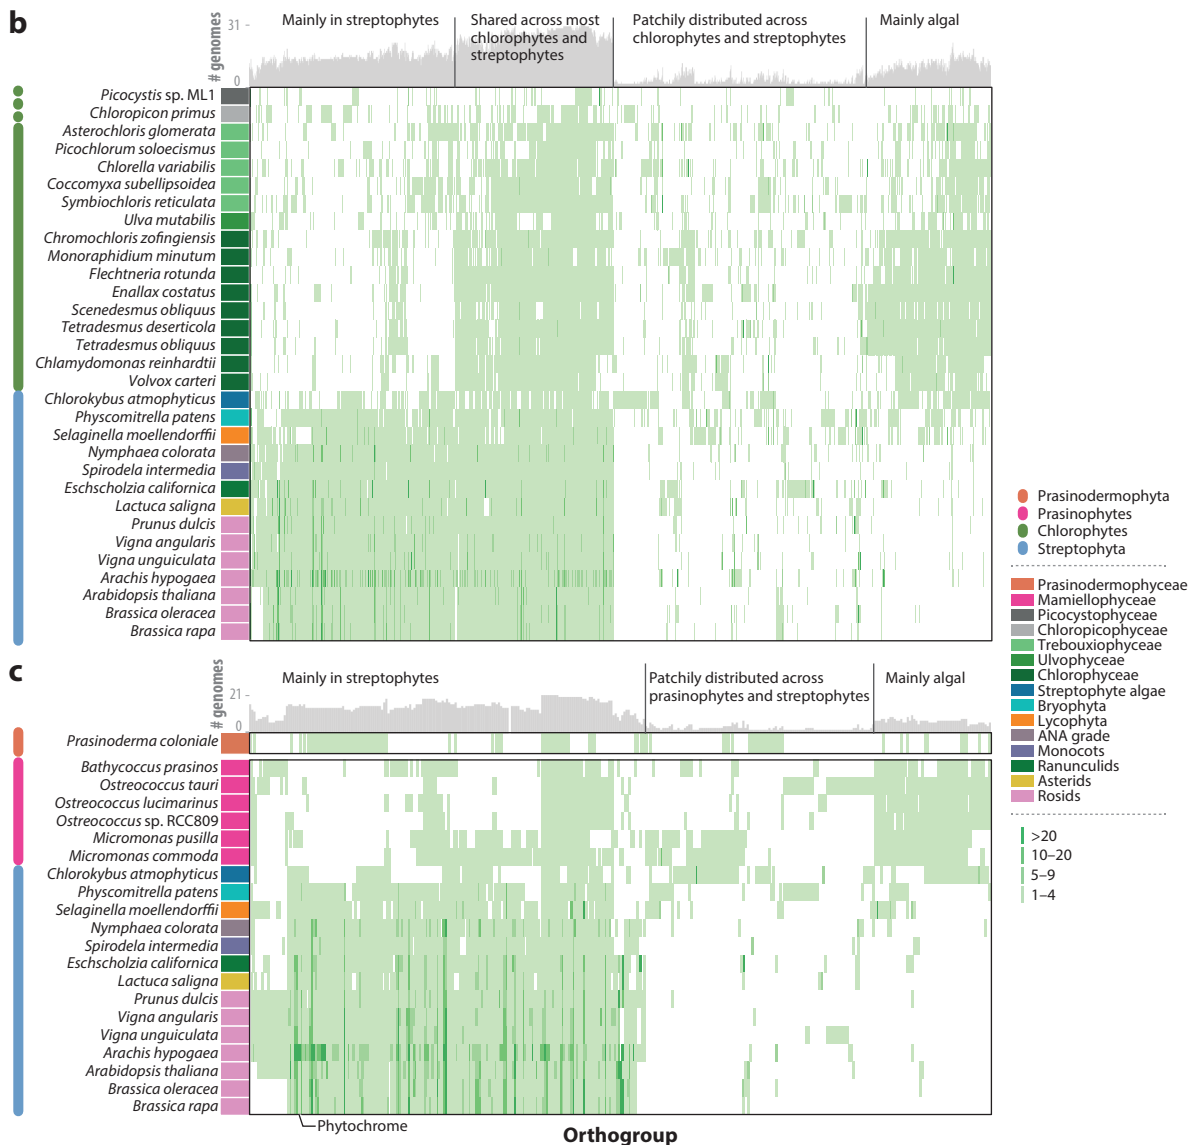 b
# genomes
31
0
Mainly in streptophytes
Shared across most
chlorophytes and
streptophytes
Patchily distributed across
chlorophytes and streptophytes
Mainly algal
Picocystis sp. ML1
Chloropicon primus
Asterochloris glomerata
Picochlorum soloecismus
Chlorella variabilis
Coccomyxa subellipsoidea
Symbiochloris reticulata
Ulva mutabilis
Chromochloris zofingiensis
Monoraphidium minutum
Flechtneria rotunda
Enallax costatus
Scenedesmus obliquus
Tetradesmus deserticola
Tetradesmus obliquus
Chlamydomonas reinhardtii
Volvox carteri
Chlorokybus atmophyticus
Physcomitrella patens
Selaginella moellendorffii
Nymphaea colorata
Spirodela intermedia
Eschscholzia californica
Lactuca saligna
Prunus dulcis
Vigna angularis
Vigna unguiculata
Arachis hypogaea
Arabidopsis thaliana
Brassica oleracea
Brassica rapa
c
# genomes
21
0
Mainly in streptophytes
Patchily distributed across
prasinophytes and streptophytes
Mainly algal
Prasinoderma coloniale
Bathycoccus prasinos
Ostreococcus tauri
Ostreococcus lucimarinus
Ostreococcus sp. RCC809
Micromonas pusilla
Micromonas commoda
Chlorokybus atmophyticus
Physcomitrella patens
Selaginella moellendorffii
Nymphaea colorata
Spirodela intermedia
Eschscholzia californica
Lactuca saligna
Prunus dulcis
Vigna angularis
Vigna unguiculata
Arachis hypogaea
Arabidopsis thaliana
Brassica oleracea
Brassica rapa
Phytochrome
Orthogroup
Prasinodermophyta
Prasinophytes
Chlorophytes
Streptophyta
Prasinodermophyceae
Mamiellophyceae
Picocystophyceae
Chloropicophyceae
Trebouxiophyceae
Ulvophyceae
Chlorophyceae
Streptophyte algae
Bryophyta
Lycophyta
ANA grade
Monocots
Ranunculids
Asterids
Rosids
>20
10–20
5–9
1–4